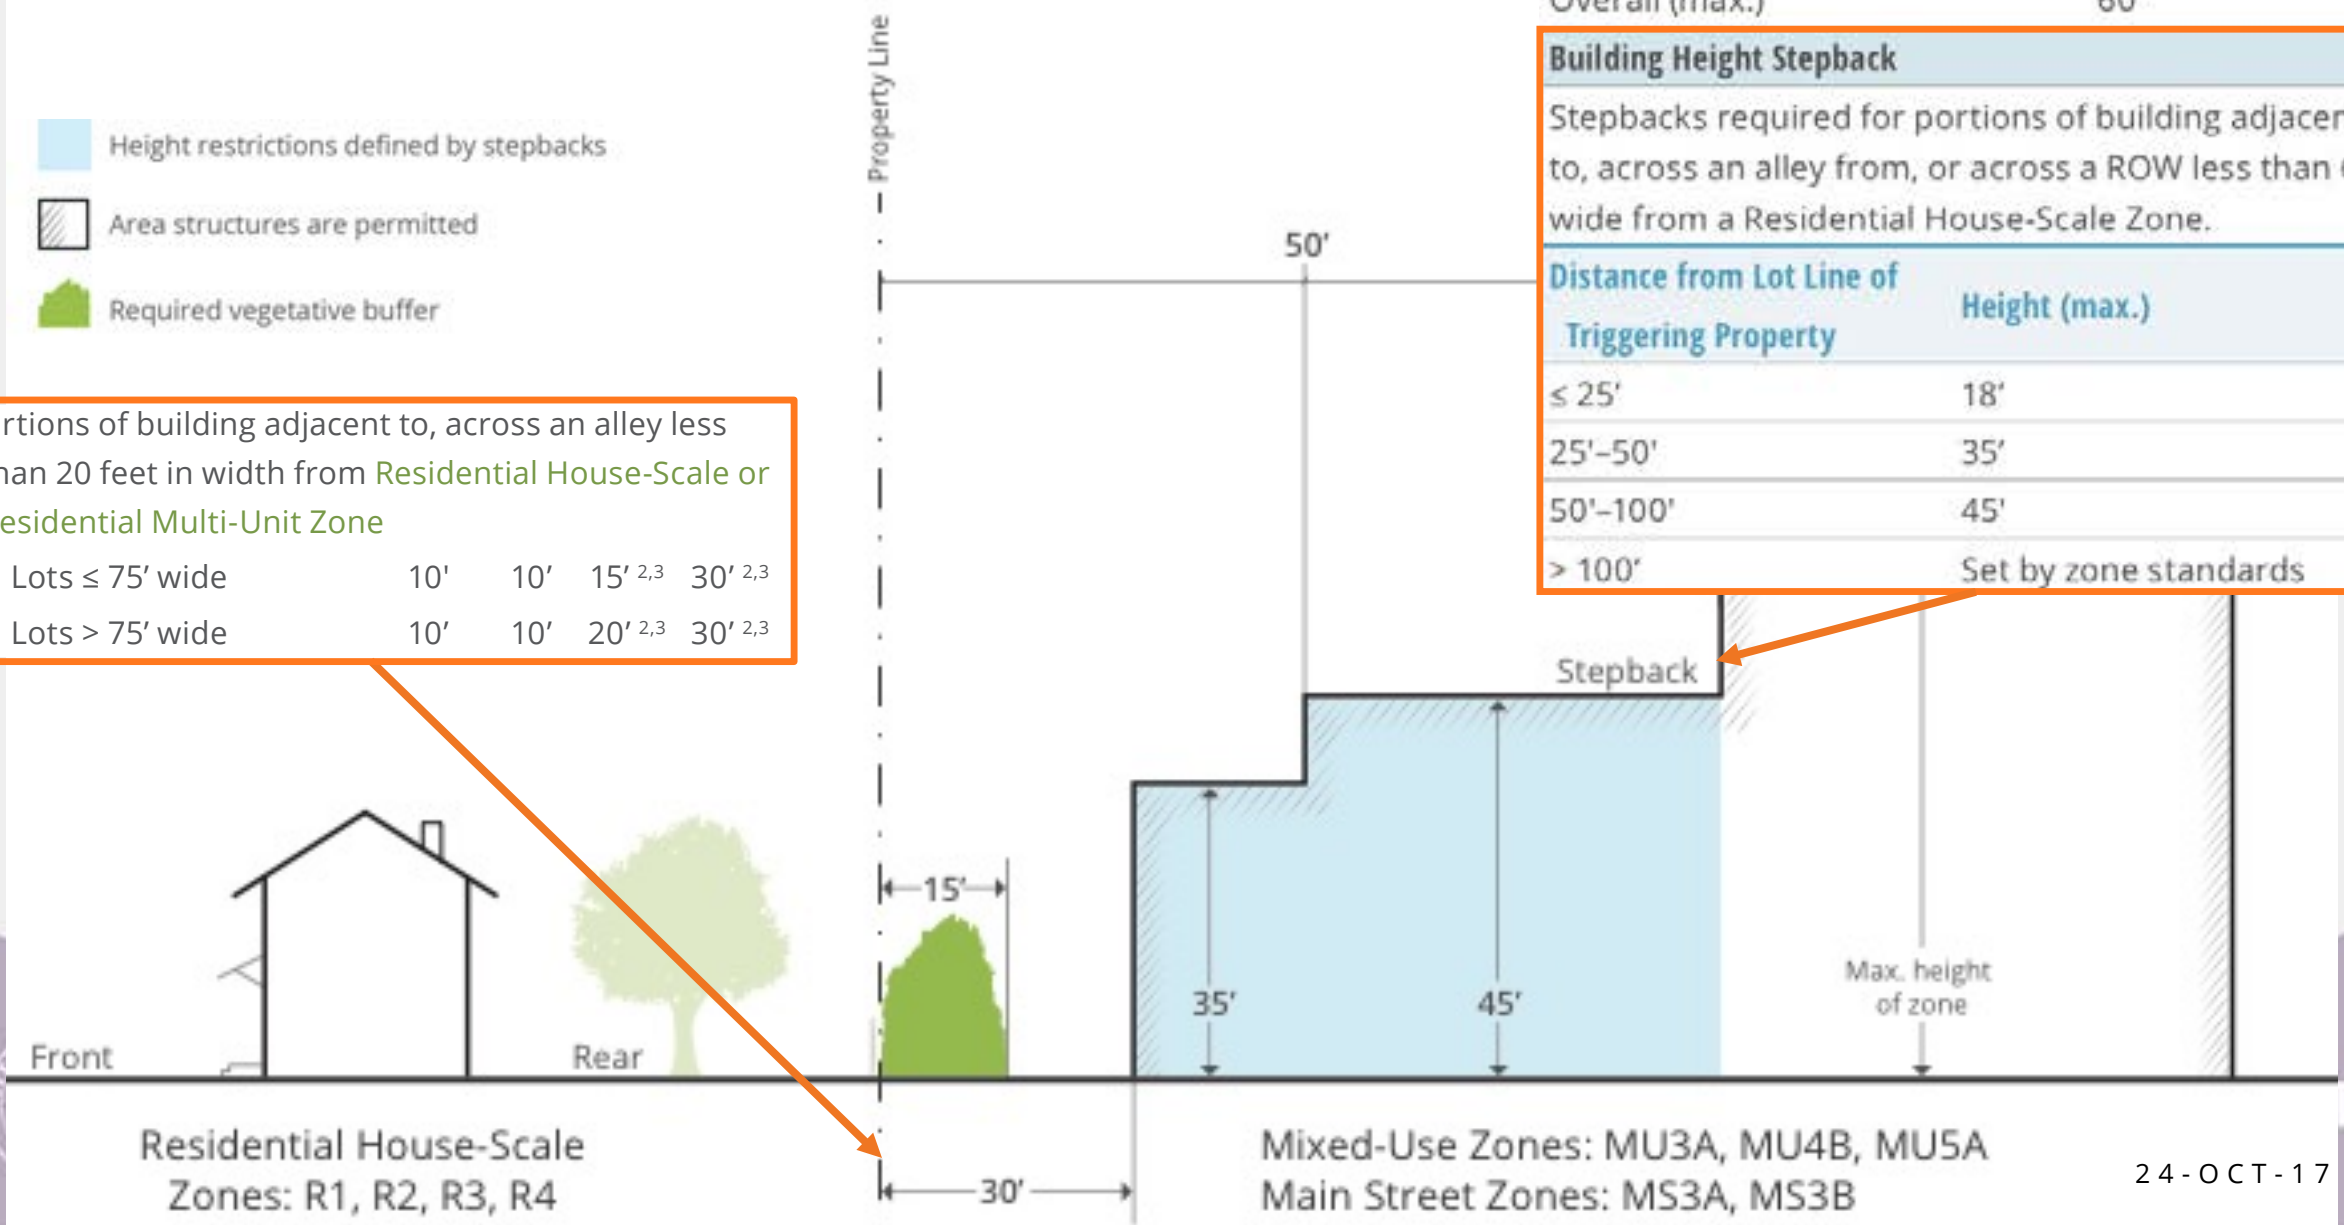 Overall (max.) 60'
Property Line
Building Height Stepback
Stepbacks required for portions of building
to, across an alley from, or across a ROW less than
wide from a Residential House-Scale Zone.
Distance from Lot Line of
Triggering Property
Height (max.)
≤ 25' 18'
25'–50' 35'
50'–100' 45'
> 100' Set by zone standards
Height restrictions defined by stepbacks
Area structures are permitted
Required vegetative buffer
50'
of building adjacent to, across an alley less
20 feet in width from Residential House-Scale or
Multi-Unit Zone
Lots ≤ 75' wide 10' 10' 15' 2,3 30' 2,3
Lots > 75' wide 10' 10' 20' 2,3 30' 2,3
Stepback
15'
35'
45'
Max. height
of zone
Front
Rear
Residential House-Scale
Zones: R1, R2, R3, R4
30'
Mixed-Use Zones: MU3A, MU4B, MU5A
Main Street Zones: MS3A, MS3B
24-OCT-17